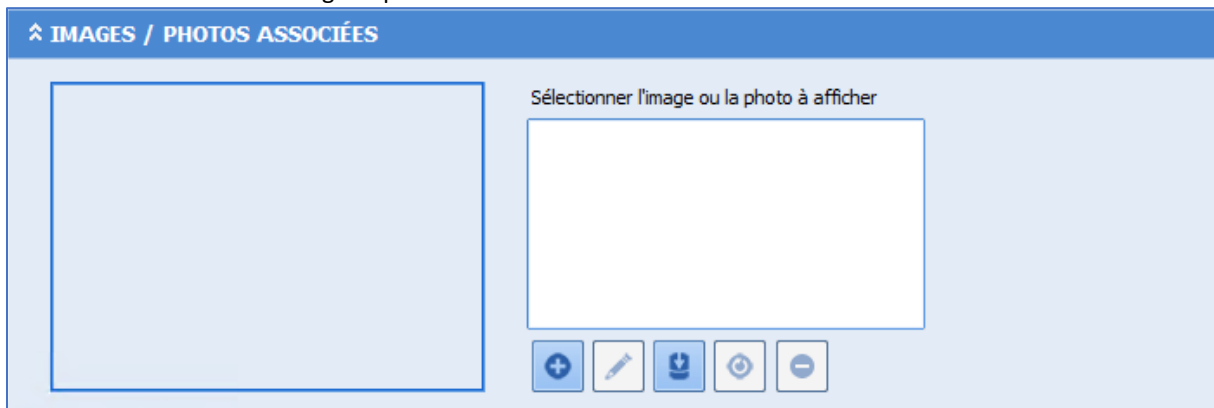 IMAGES / PHOTOS ASSOCIÉES
Sélectionner l'image ou la photo à afficher